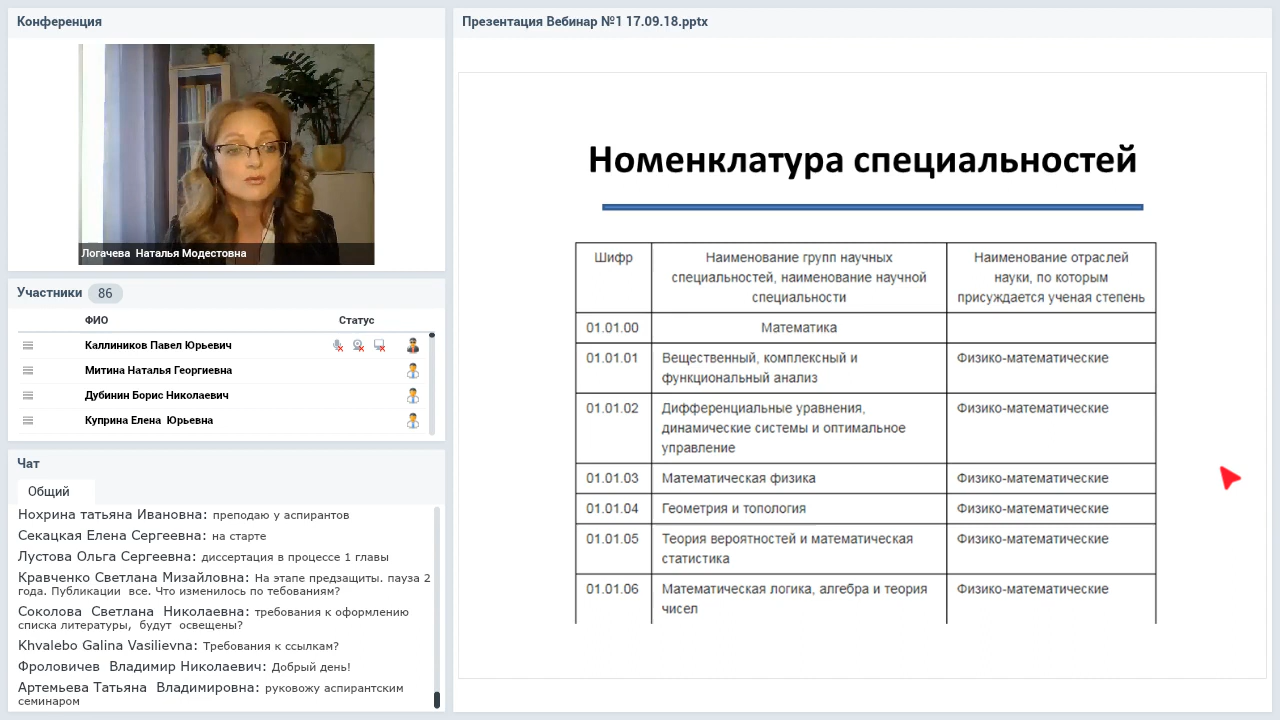 Конференция
Логачева  Наталья Модестовна
Участники 86
ФИО Статус
Каллиников Павел Юрьевич
Митина Наталья Георгиевна
Дубинин Борис Николаевич
Куприна Елена  Юрьевна
Чат
Общий
Нохрина татьяна Ивановна: преподаю у аспирантов
Секацкая Елена Сергеевна: на старте
Лустова Ольга Сергеевна: диссертация в процессе 1 главы
Кравченко Светлана Мизайловна: На этапе предзащиты. пауза 2
года. Публикации  все. Что изменилось по тебованиям?
Соколова  Светлана  Николаевна: требования к оформлению
списка литературы,  будут  освещены?
Khvalebo Galina Vasilievna: Требования к ссылкам?
Фроловичев  Владимир Николаевич: Добрый день!
Артемьева Татьяна  Владимировна: руковожу аспирантским
семинаром
Презентация Вебинар №1 17.09.18.pptx
Номенклатура специальностей
Шифр Наименование групп научных Наименование отраслей
специальностей, наименование научной науки, по которым
специальности присуждается ученая степень
01.01.00 Математика
01.01.01 Вещественный, комплексный и Физико-математические
функциональный анализ
01.01.02 Дифференциальные уравнения, Физико-математические
динамические системы и оптимальное
управление
01.01.03 Математическая физика Физико-математические
01.01.04 Геометрия и топология Физико-математические
01.01.05 Теория вероятностей и математическая Физико-математические
статистика
01.01.06 Математическая логика, алгебра и теория Физико-математические
чисел